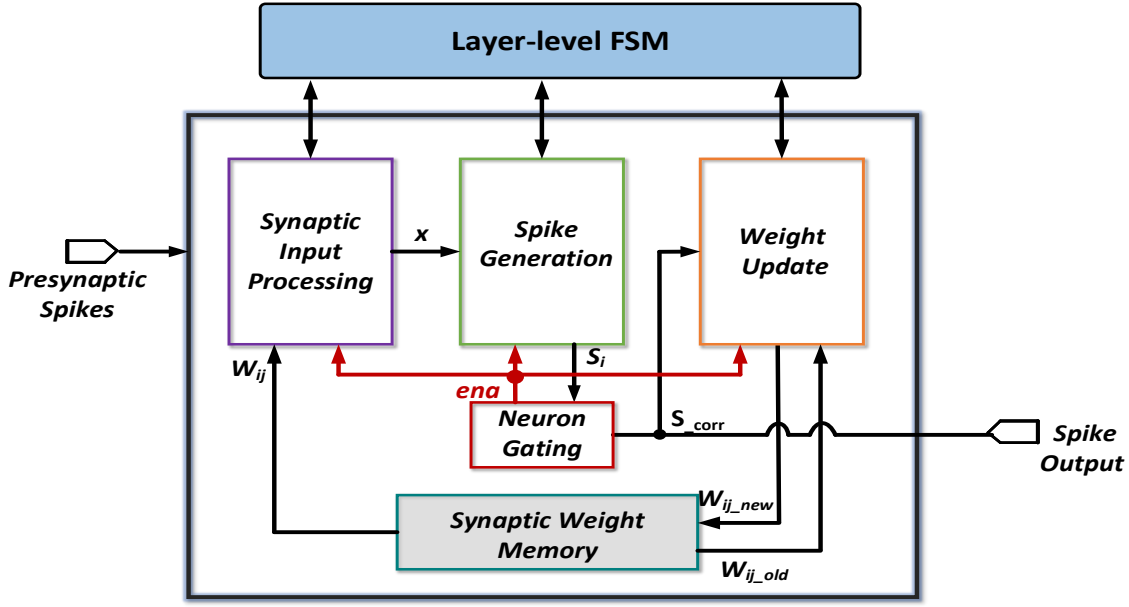 Layer-level FSM
Synaptic
Input
Processing
x
Spike
Generation
Weight
Update
Presynaptic
Spikes
W_ij
S_i
ena
Neuron
Gating
S_corr
Spike
Output
W_ij_new
Synaptic Weight
Memory
W_ij_old